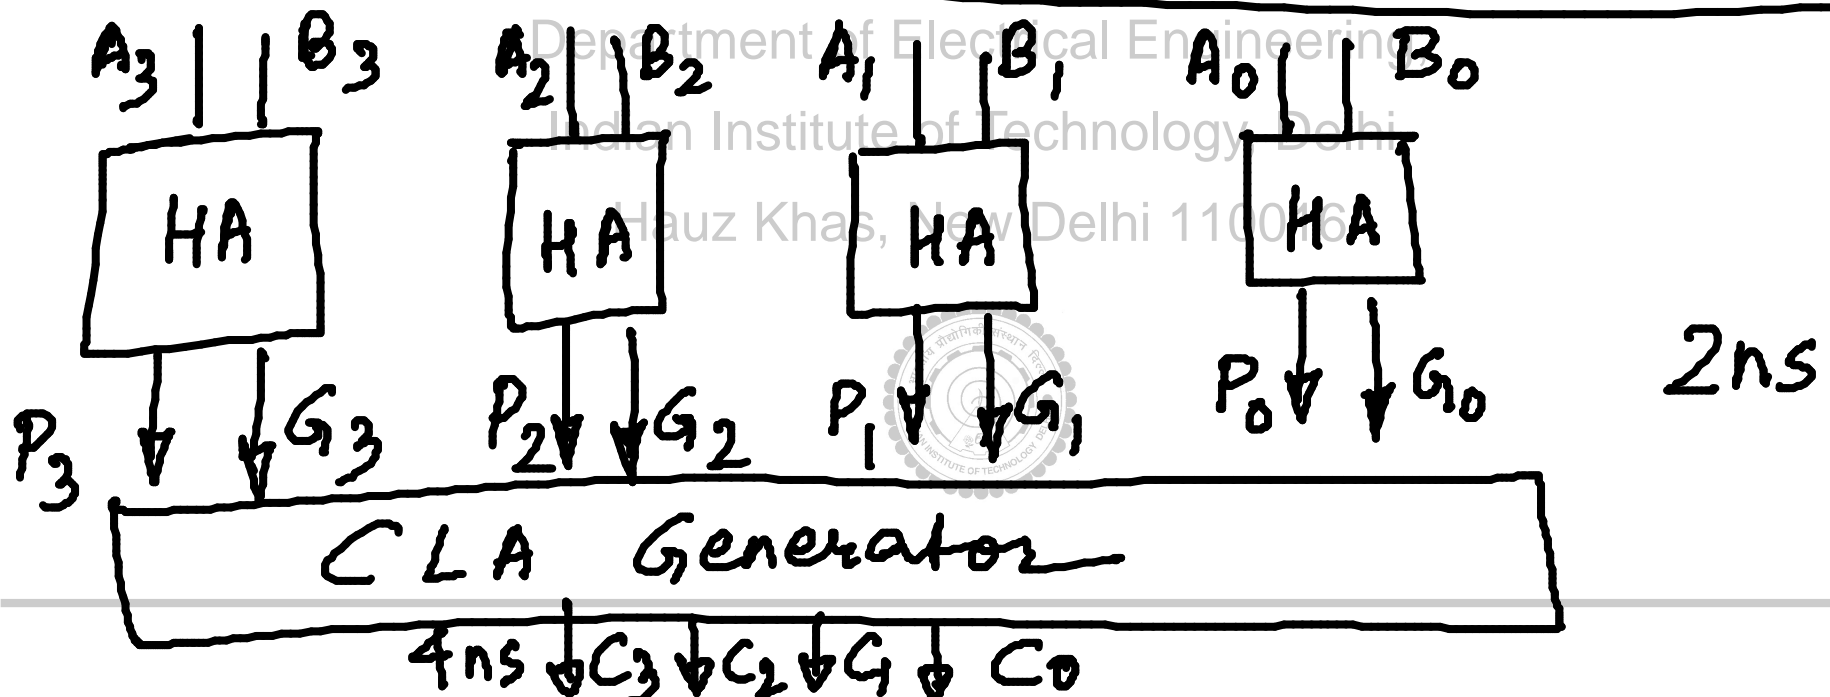 Department of Electrical Engineering,
A3 B3 A2 B2 A1 B1 A0 B0
Indian Institute of Technology, Delhi
HA HA HA HA
Hauz Khas, New Delhi 110016
P3 G3 P2 G2 P1 G1 P0 G0 2ns
CLA Generator
4ns C3 C2 C1 C0